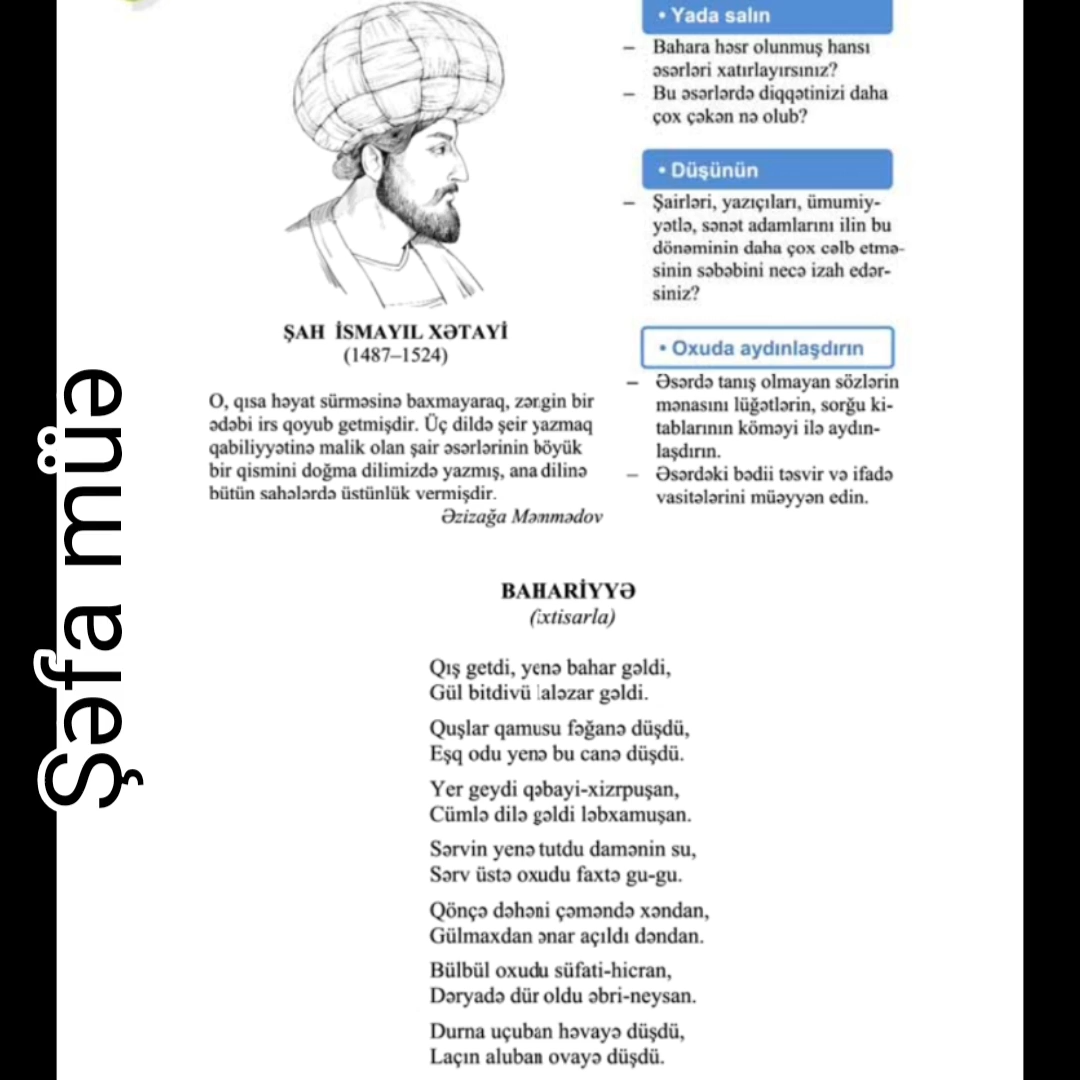 Şəfa müə
• Yada salın
– Bahara həsr olunmuş hansı
əsərləri xatırlayırsınız?
– Bu əsərlərdə diqqətinizi daha
çox çəkən nə olub?
• Düşünün
– Şairləri, yazıçıları, ümumiy-
yətlə, sənət adamlarını ilin bu
dönəminin daha çox cəlb etmə-
sinin səbəbini necə izah edər-
siniz?
• Oxuda aydınlaşdırın
– Əsərdə tanış olmayan sözlərin
mənasını lüğətlərin, sorğu ki-
tablarının köməyi ilə aydın-
laşdırın.
– Əsərdəki bədii təsvir və ifadə
vasitələrini müəyyən edin.
ŞAH İSMAYIL XƏTAYİ
(1487–1524)
O, qısa həyat sürməsinə baxmayaraq, zəngin bir
ədəbi irs qoyub getmişdir. Üç dildə şeir yazmaq
qabiliyyətinə malik olan şair əsərlərinin böyük
bir qismini doğma dilimizdə yazmış, ana dilinə
bütün sahələrdə üstünlük vermişdir.
Əzizağa Məmmədov
BAHARİYYƏ
(ixtisarla)
Qış getdi, yenə bahar gəldi,
Gül bitdivü laləzar gəldi.
Quşlar qamusu fəğanə düşdü,
Eşq odu yenə bu canə düşdü.
Yer geydi qəbayi-xizrpuşan,
Cümlə dilə gəldi ləbxamuşan.
Sərvin yenə tutdu damənin su,
Sərv üstə oxudu faxtə gu-gu.
Qönçə dəhəni çəməndə xəndan,
Gülmaxdan ənar açıldı dəndan.
Bülbül oxudu süfati-hicran,
Dəryadə dür oldu əbri-neysan.
Durna uçuban həvayə düşdü,
Laçın aluban ovayə düşdü.